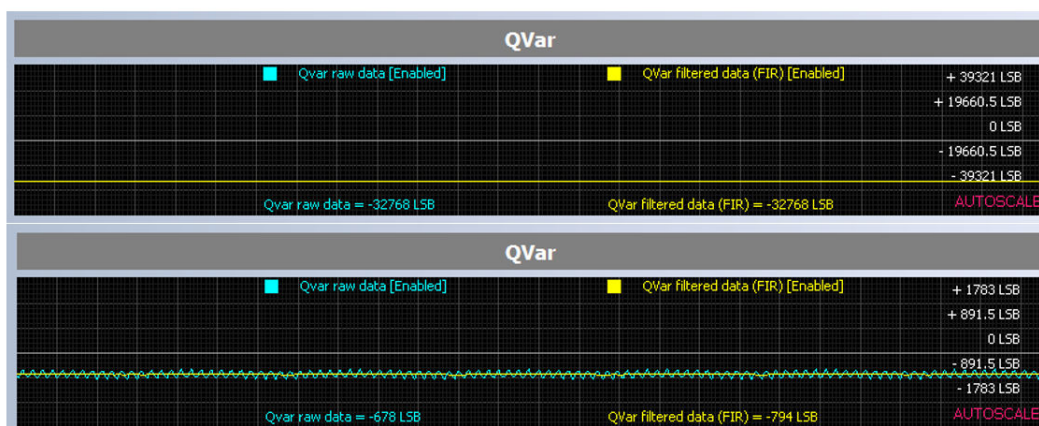 QVar
Qvar raw data [Enabled] QVar filtered data (FIR) [Enabled] + 39321 LSB
+ 19660.5 LSB
0 LSB
- 19660.5 LSB
- 39321 LSB
Qvar raw data = -32768 LSB QVar filtered data (FIR) = -32768 LSB AUTOSCALE
QVar
Qvar raw data [Enabled] QVar filtered data (FIR) [Enabled] + 1783 LSB
+ 891.5 LSB
0 LSB
- 891.5 LSB
- 1783 LSB
Qvar raw data = -678 LSB QVar filtered data (FIR) = -794 LSB AUTOSCALE